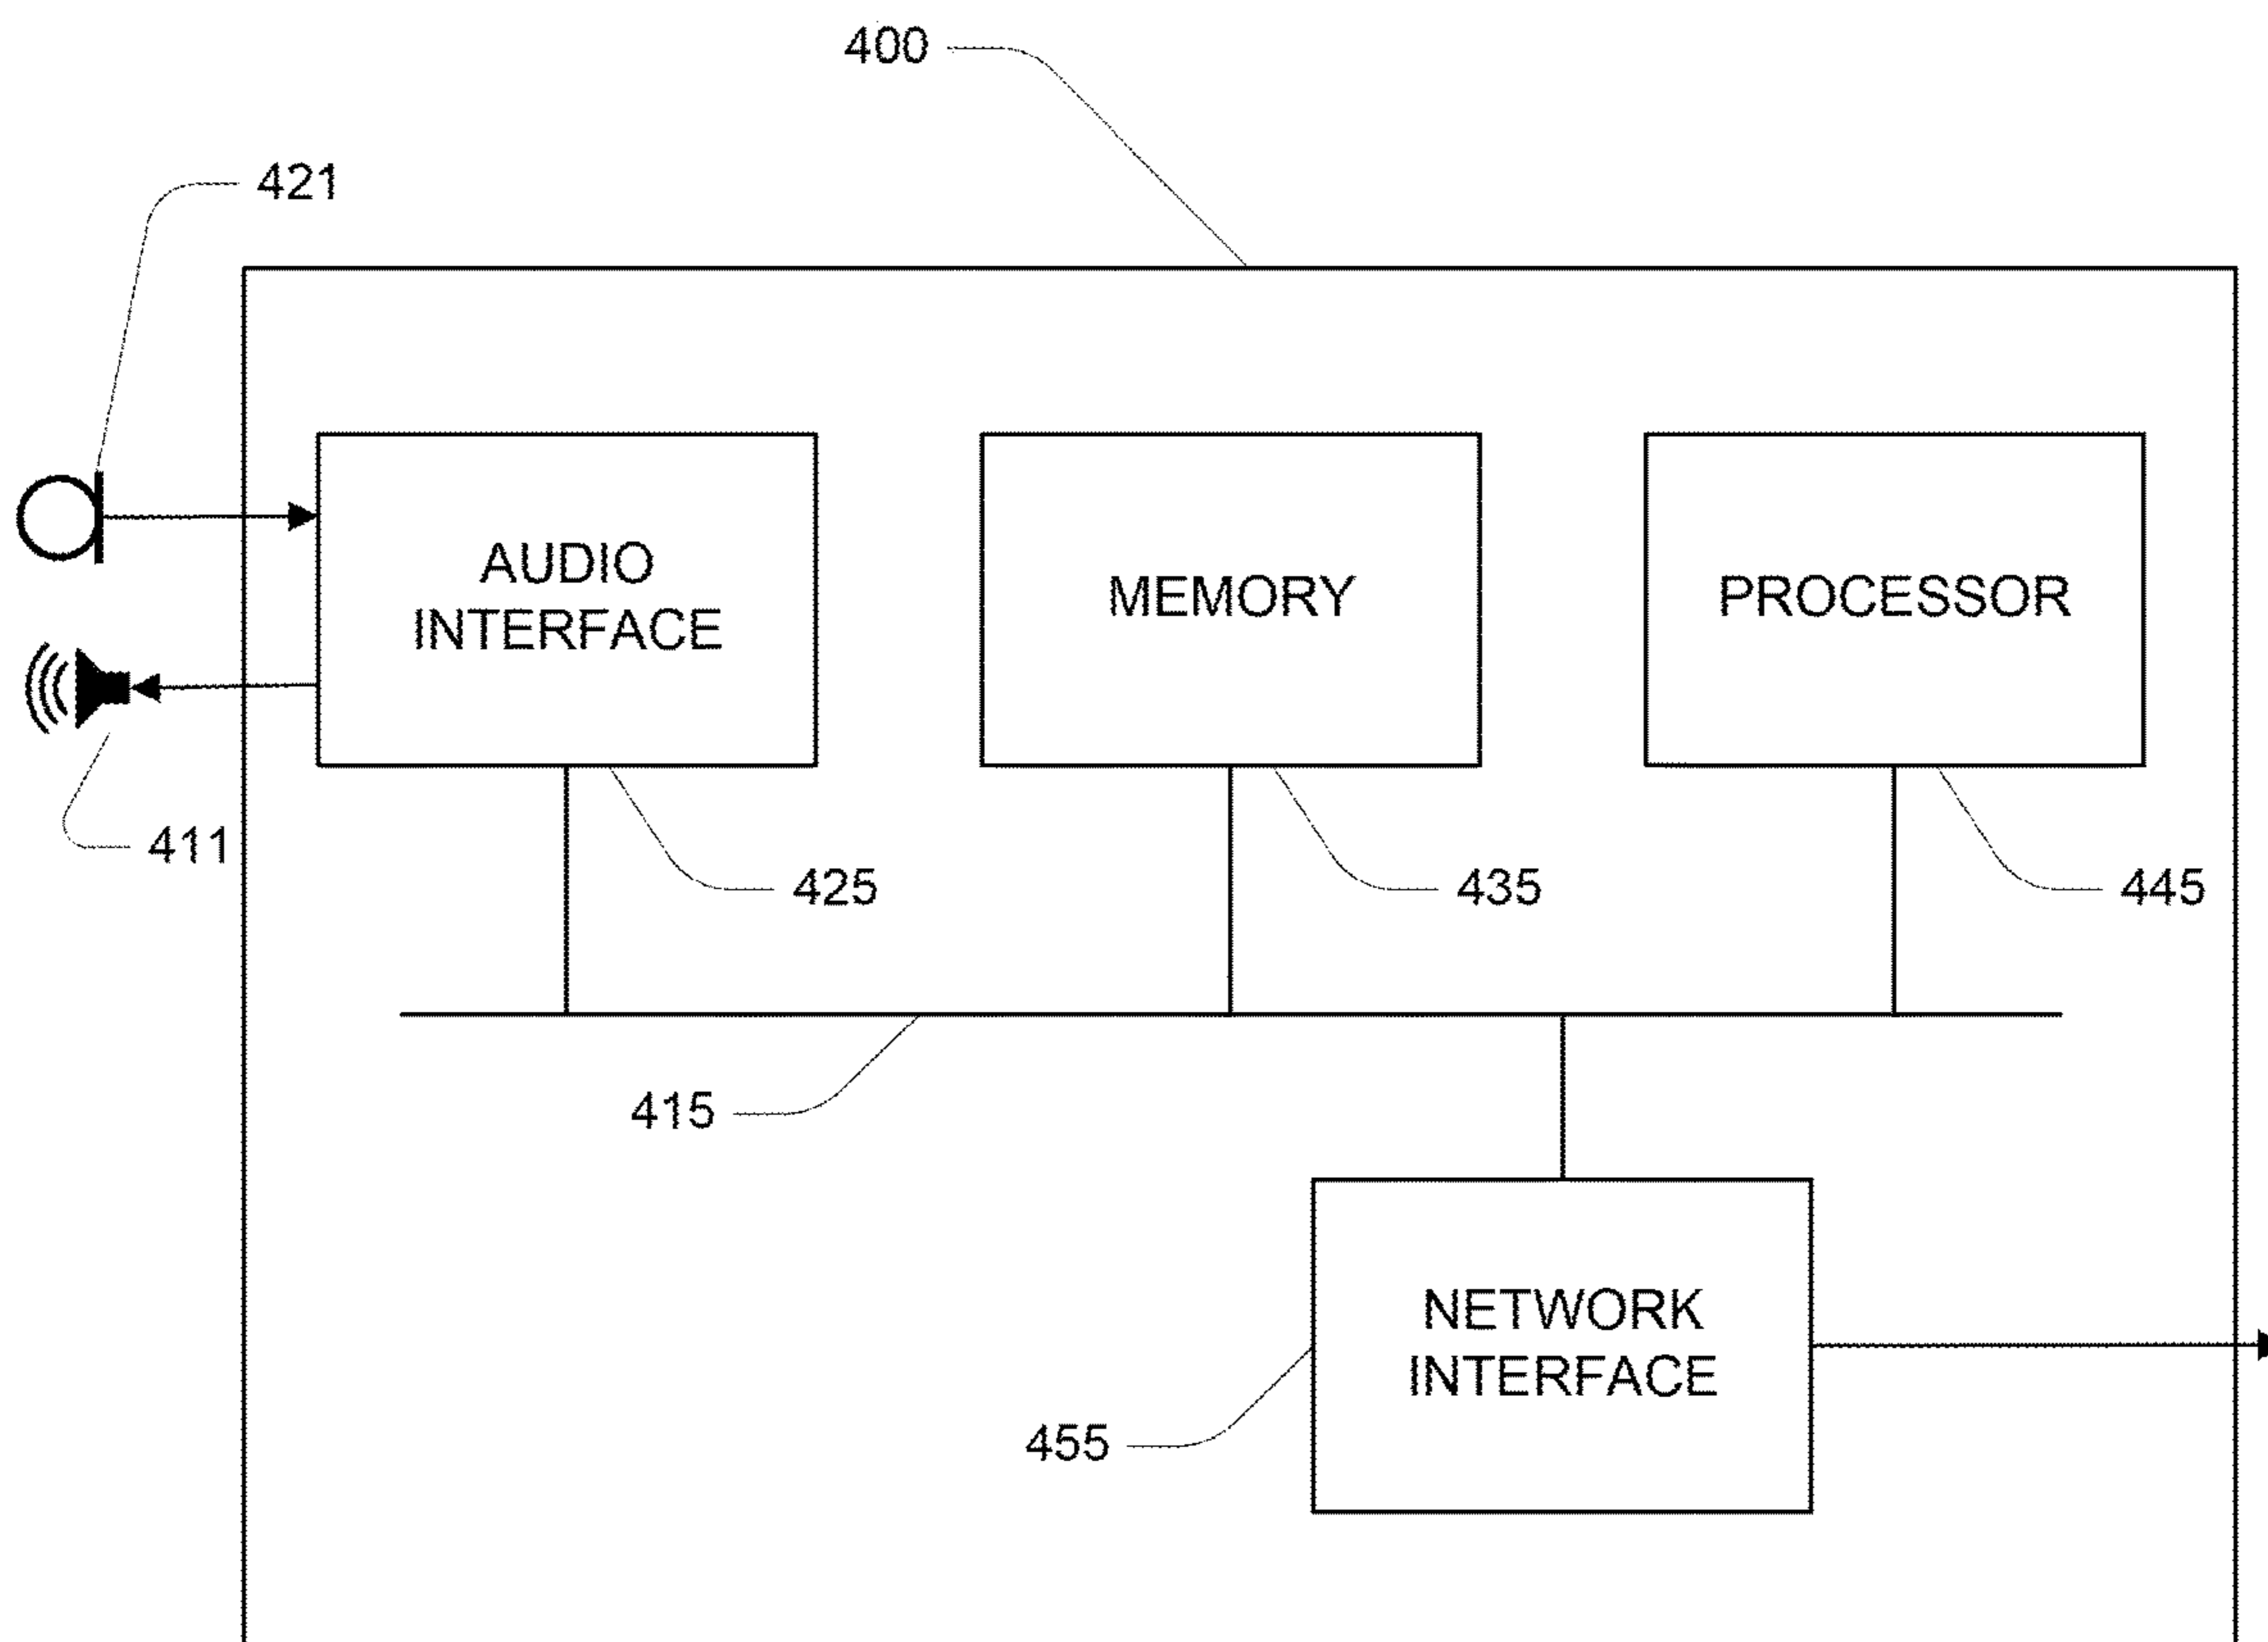 400
421
AUDIO
INTERFACE
MEMORY
PROCESSOR
411
425
435
445
415
NETWORK
INTERFACE
455